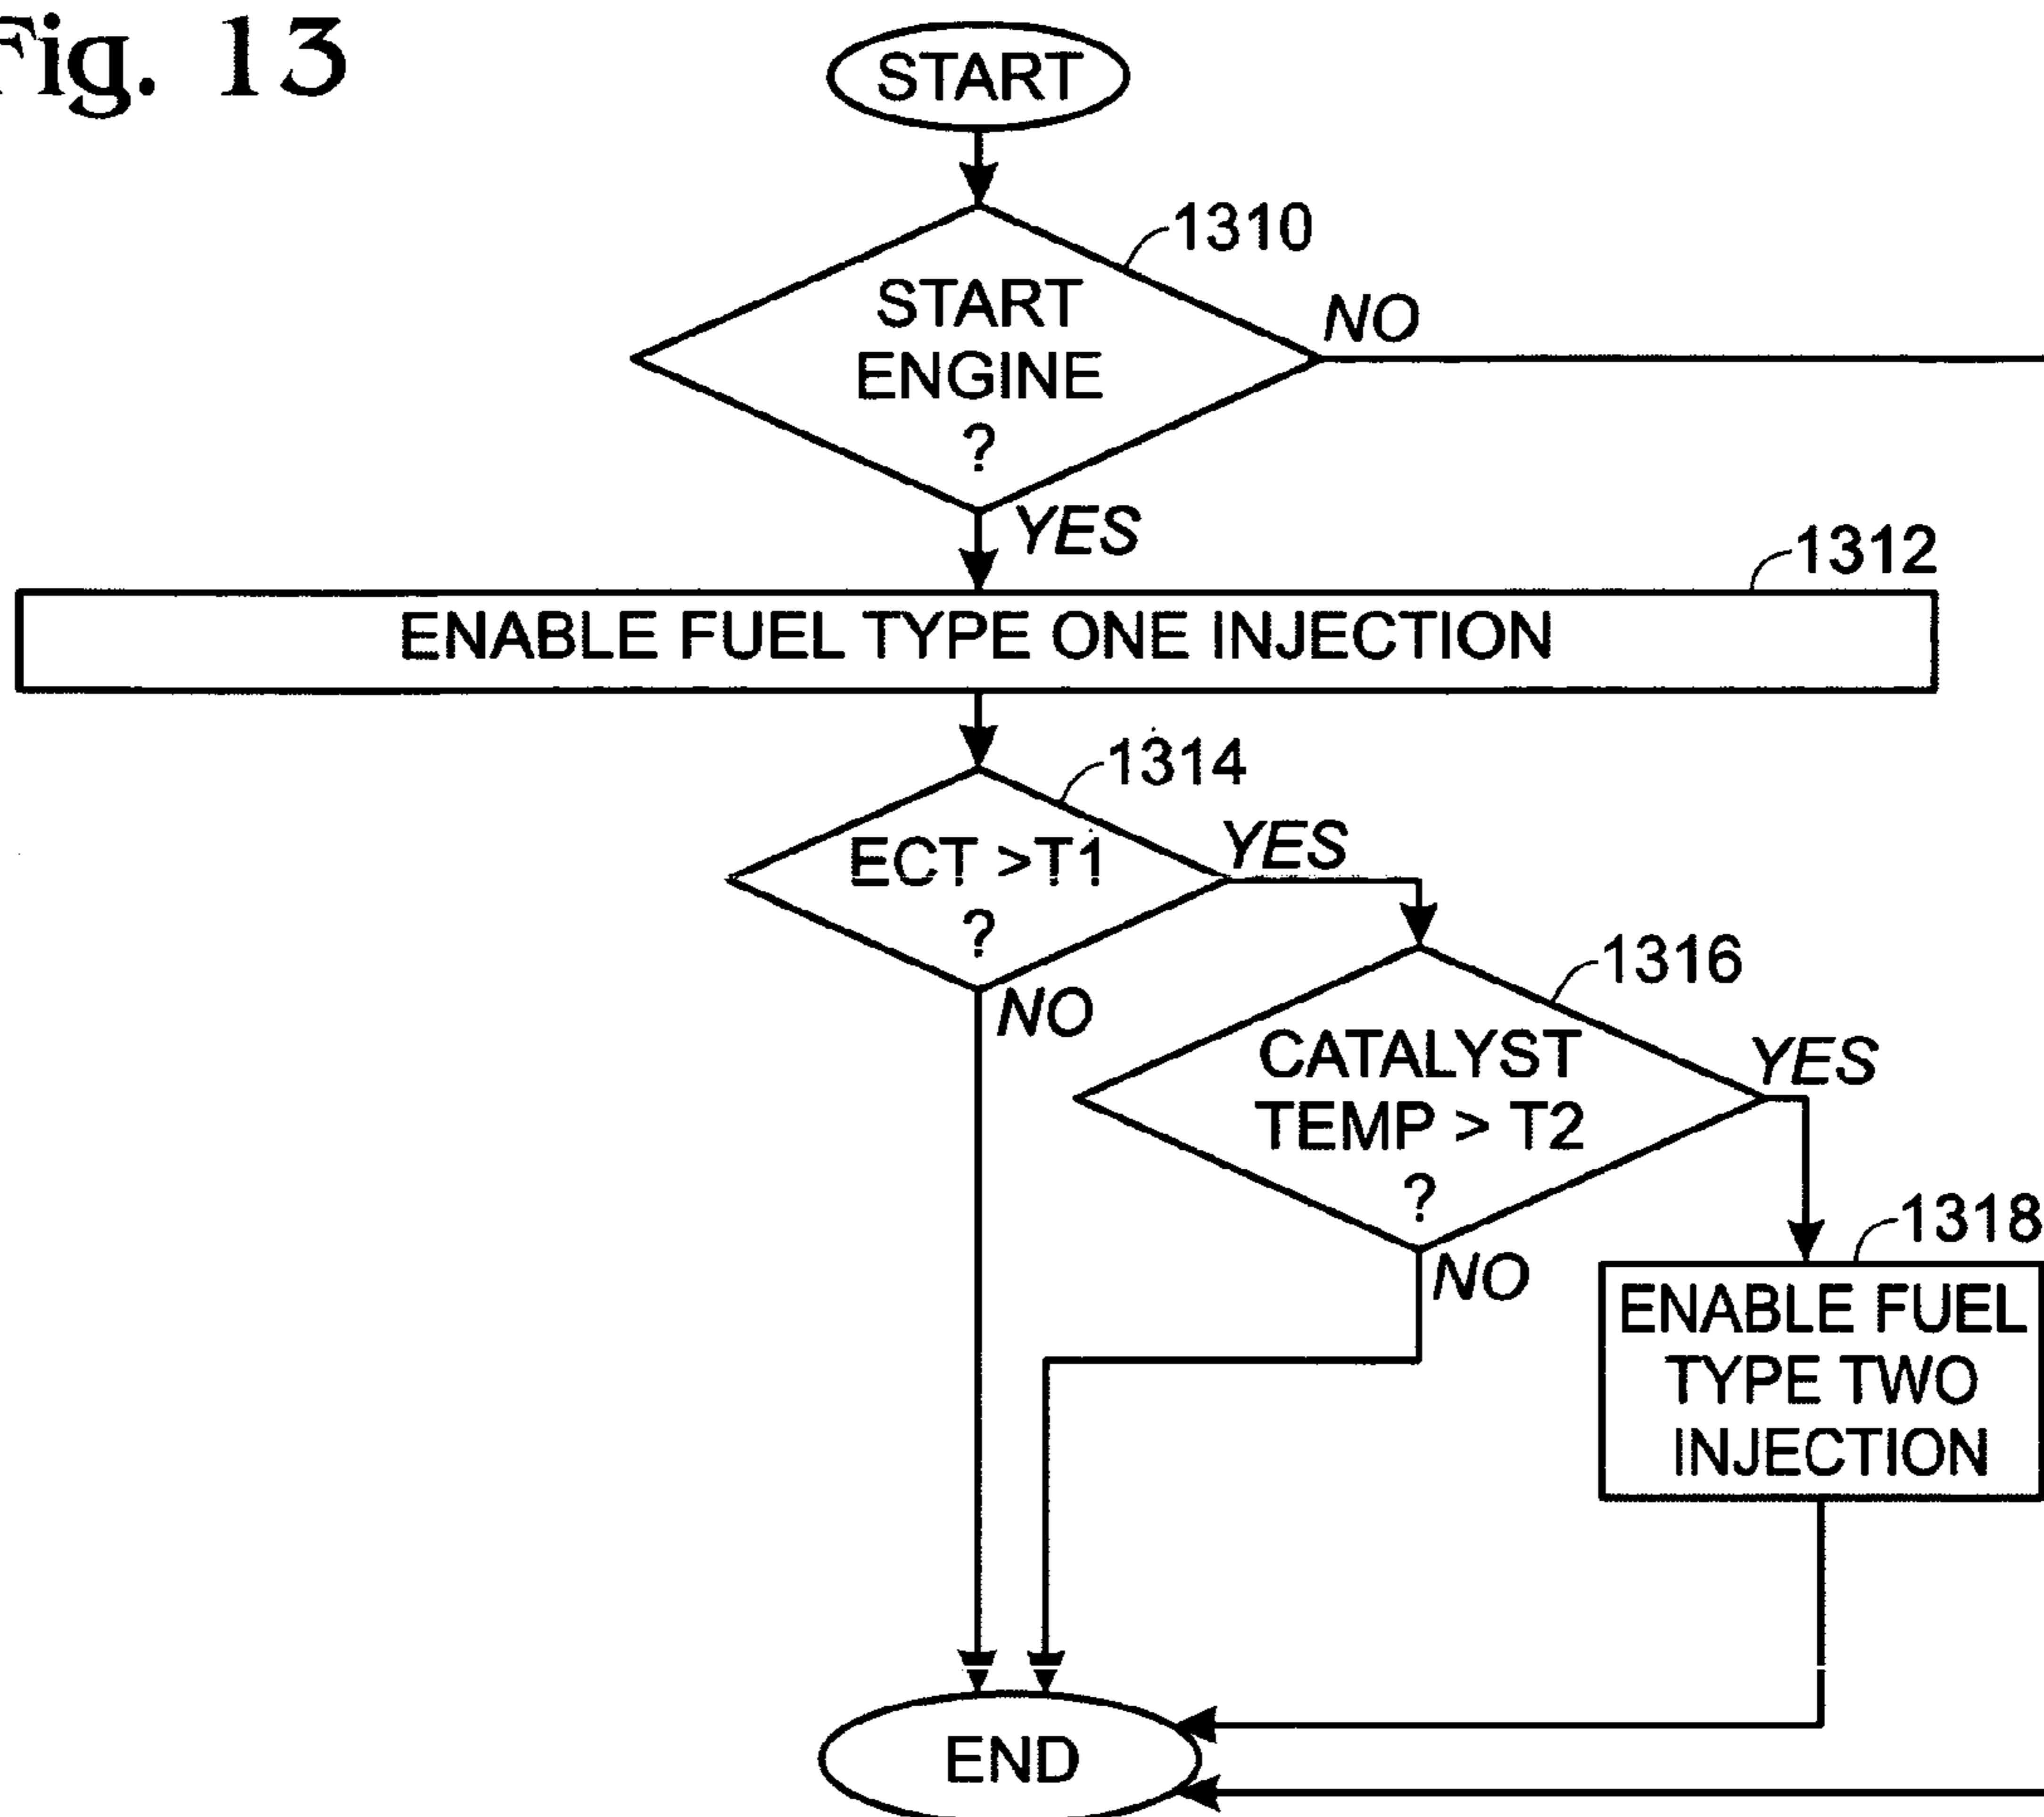 Fig. 13
START
1310
START
ENGINE
?
NO
YES
1312
ENABLE FUEL TYPE ONE INJECTION
1314
ECT >T1
?
YES
NO
1316
CATALYST
TEMP > T2
?
YES
NO
1318
ENABLE FUEL
TYPE TWO
INJECTION
END